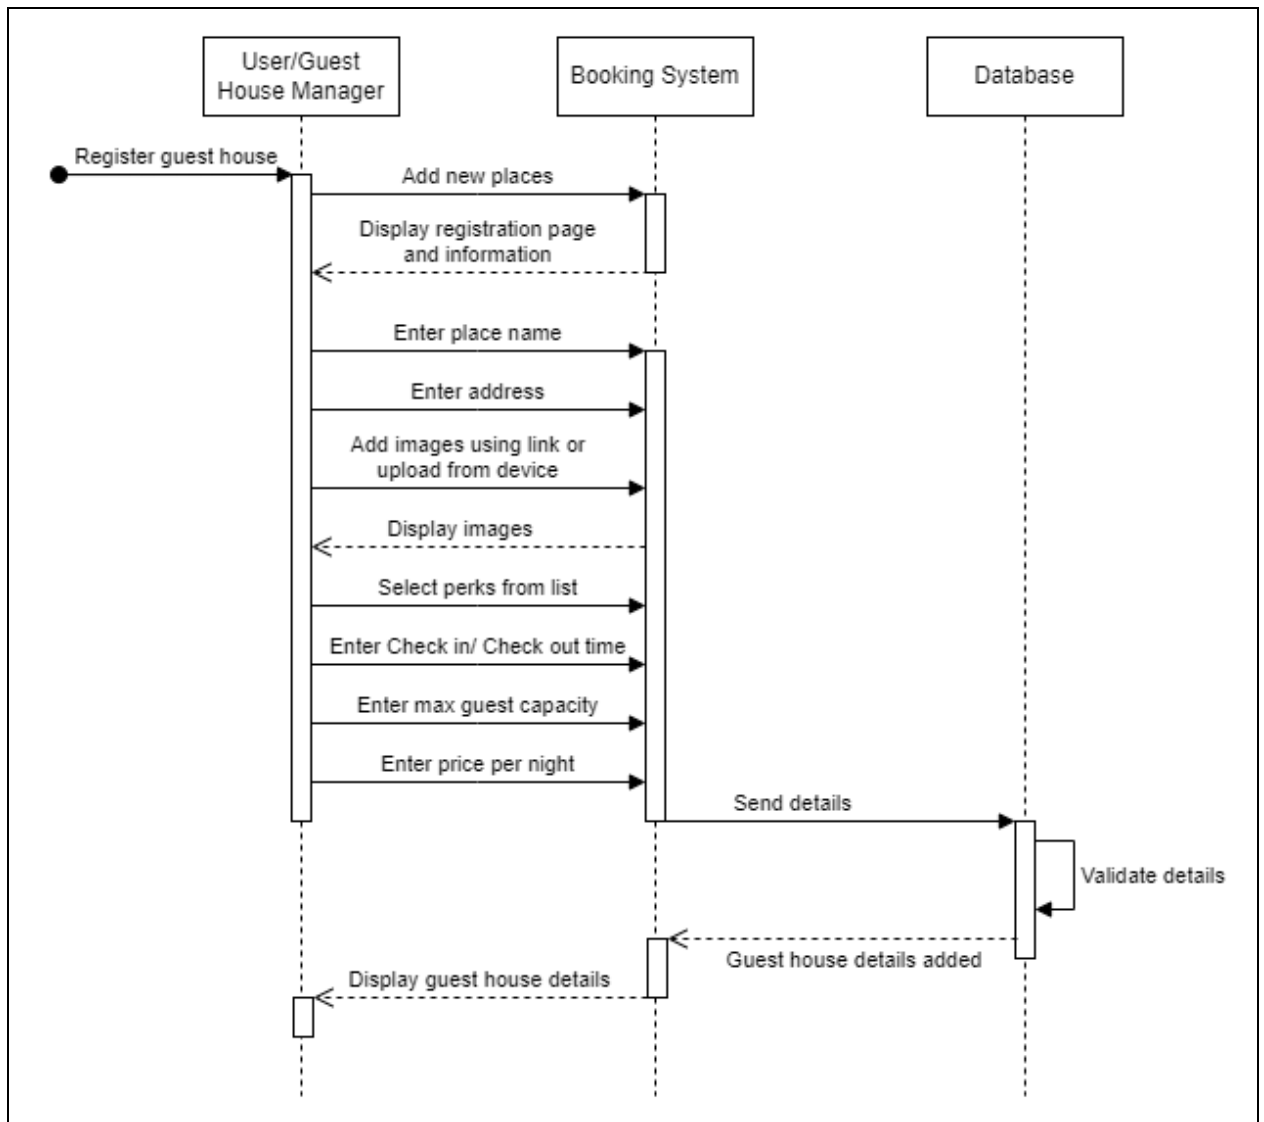 User/Guest
House Manager
Booking System
Database
Register guest house
Add new places
Display registration page
and information
Enter place name
Enter address
Add images using link or
upload from device
Display images
Select perks from list
Enter Check in/ Check out time
Enter max guest capacity
Enter price per night
Send details
Validate details
Guest house details added
Display guest house details